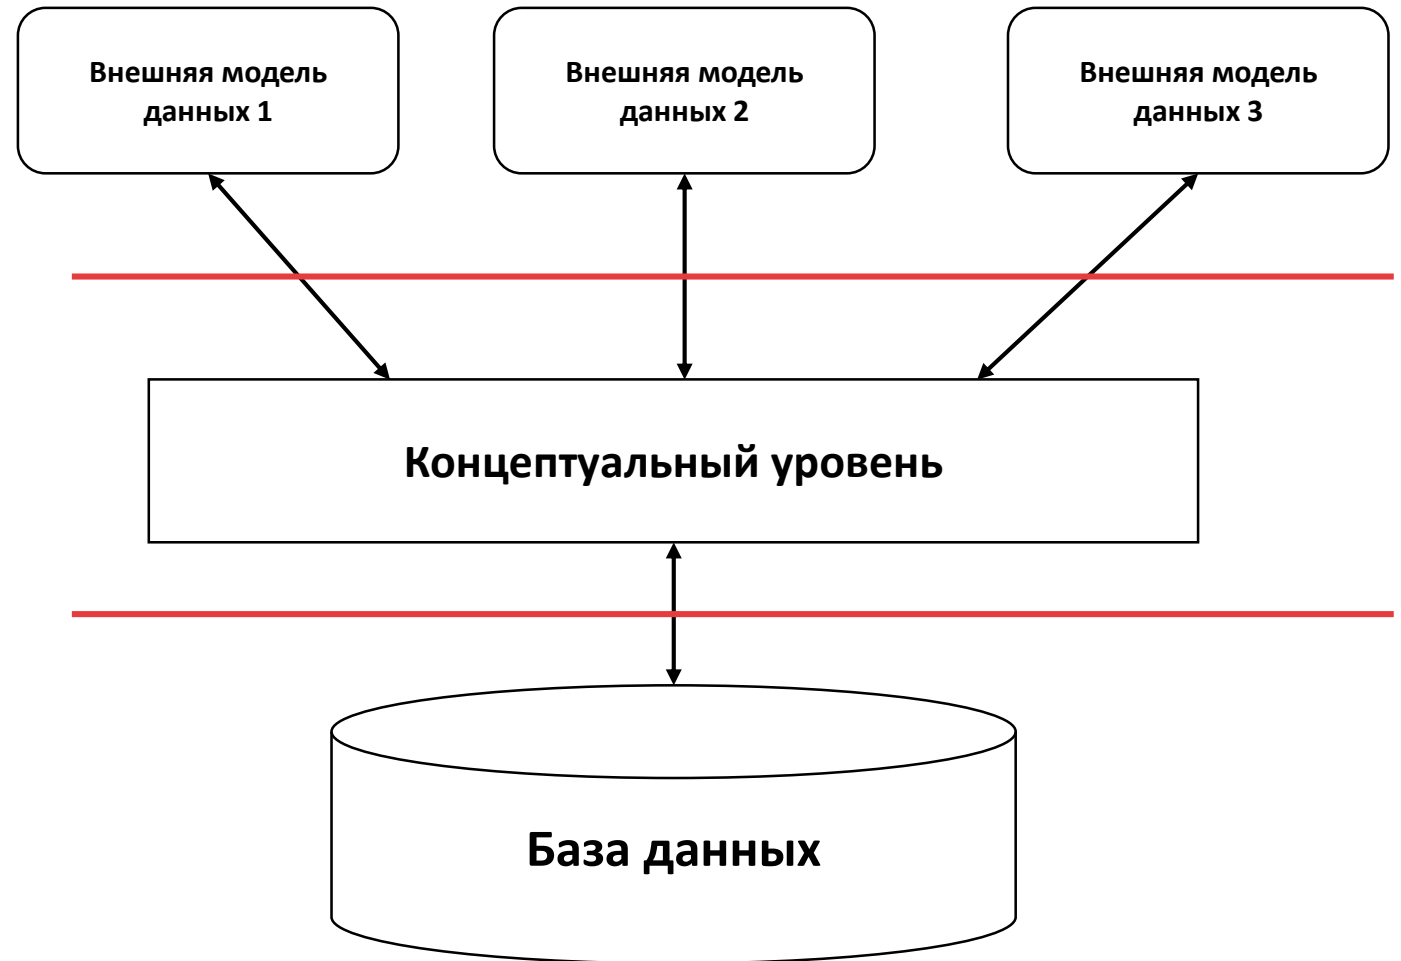 Внешняя модель
данных 1
Внешняя модель
данных 2
Внешняя модель
данных 3
Концептуальный уровень
База данных